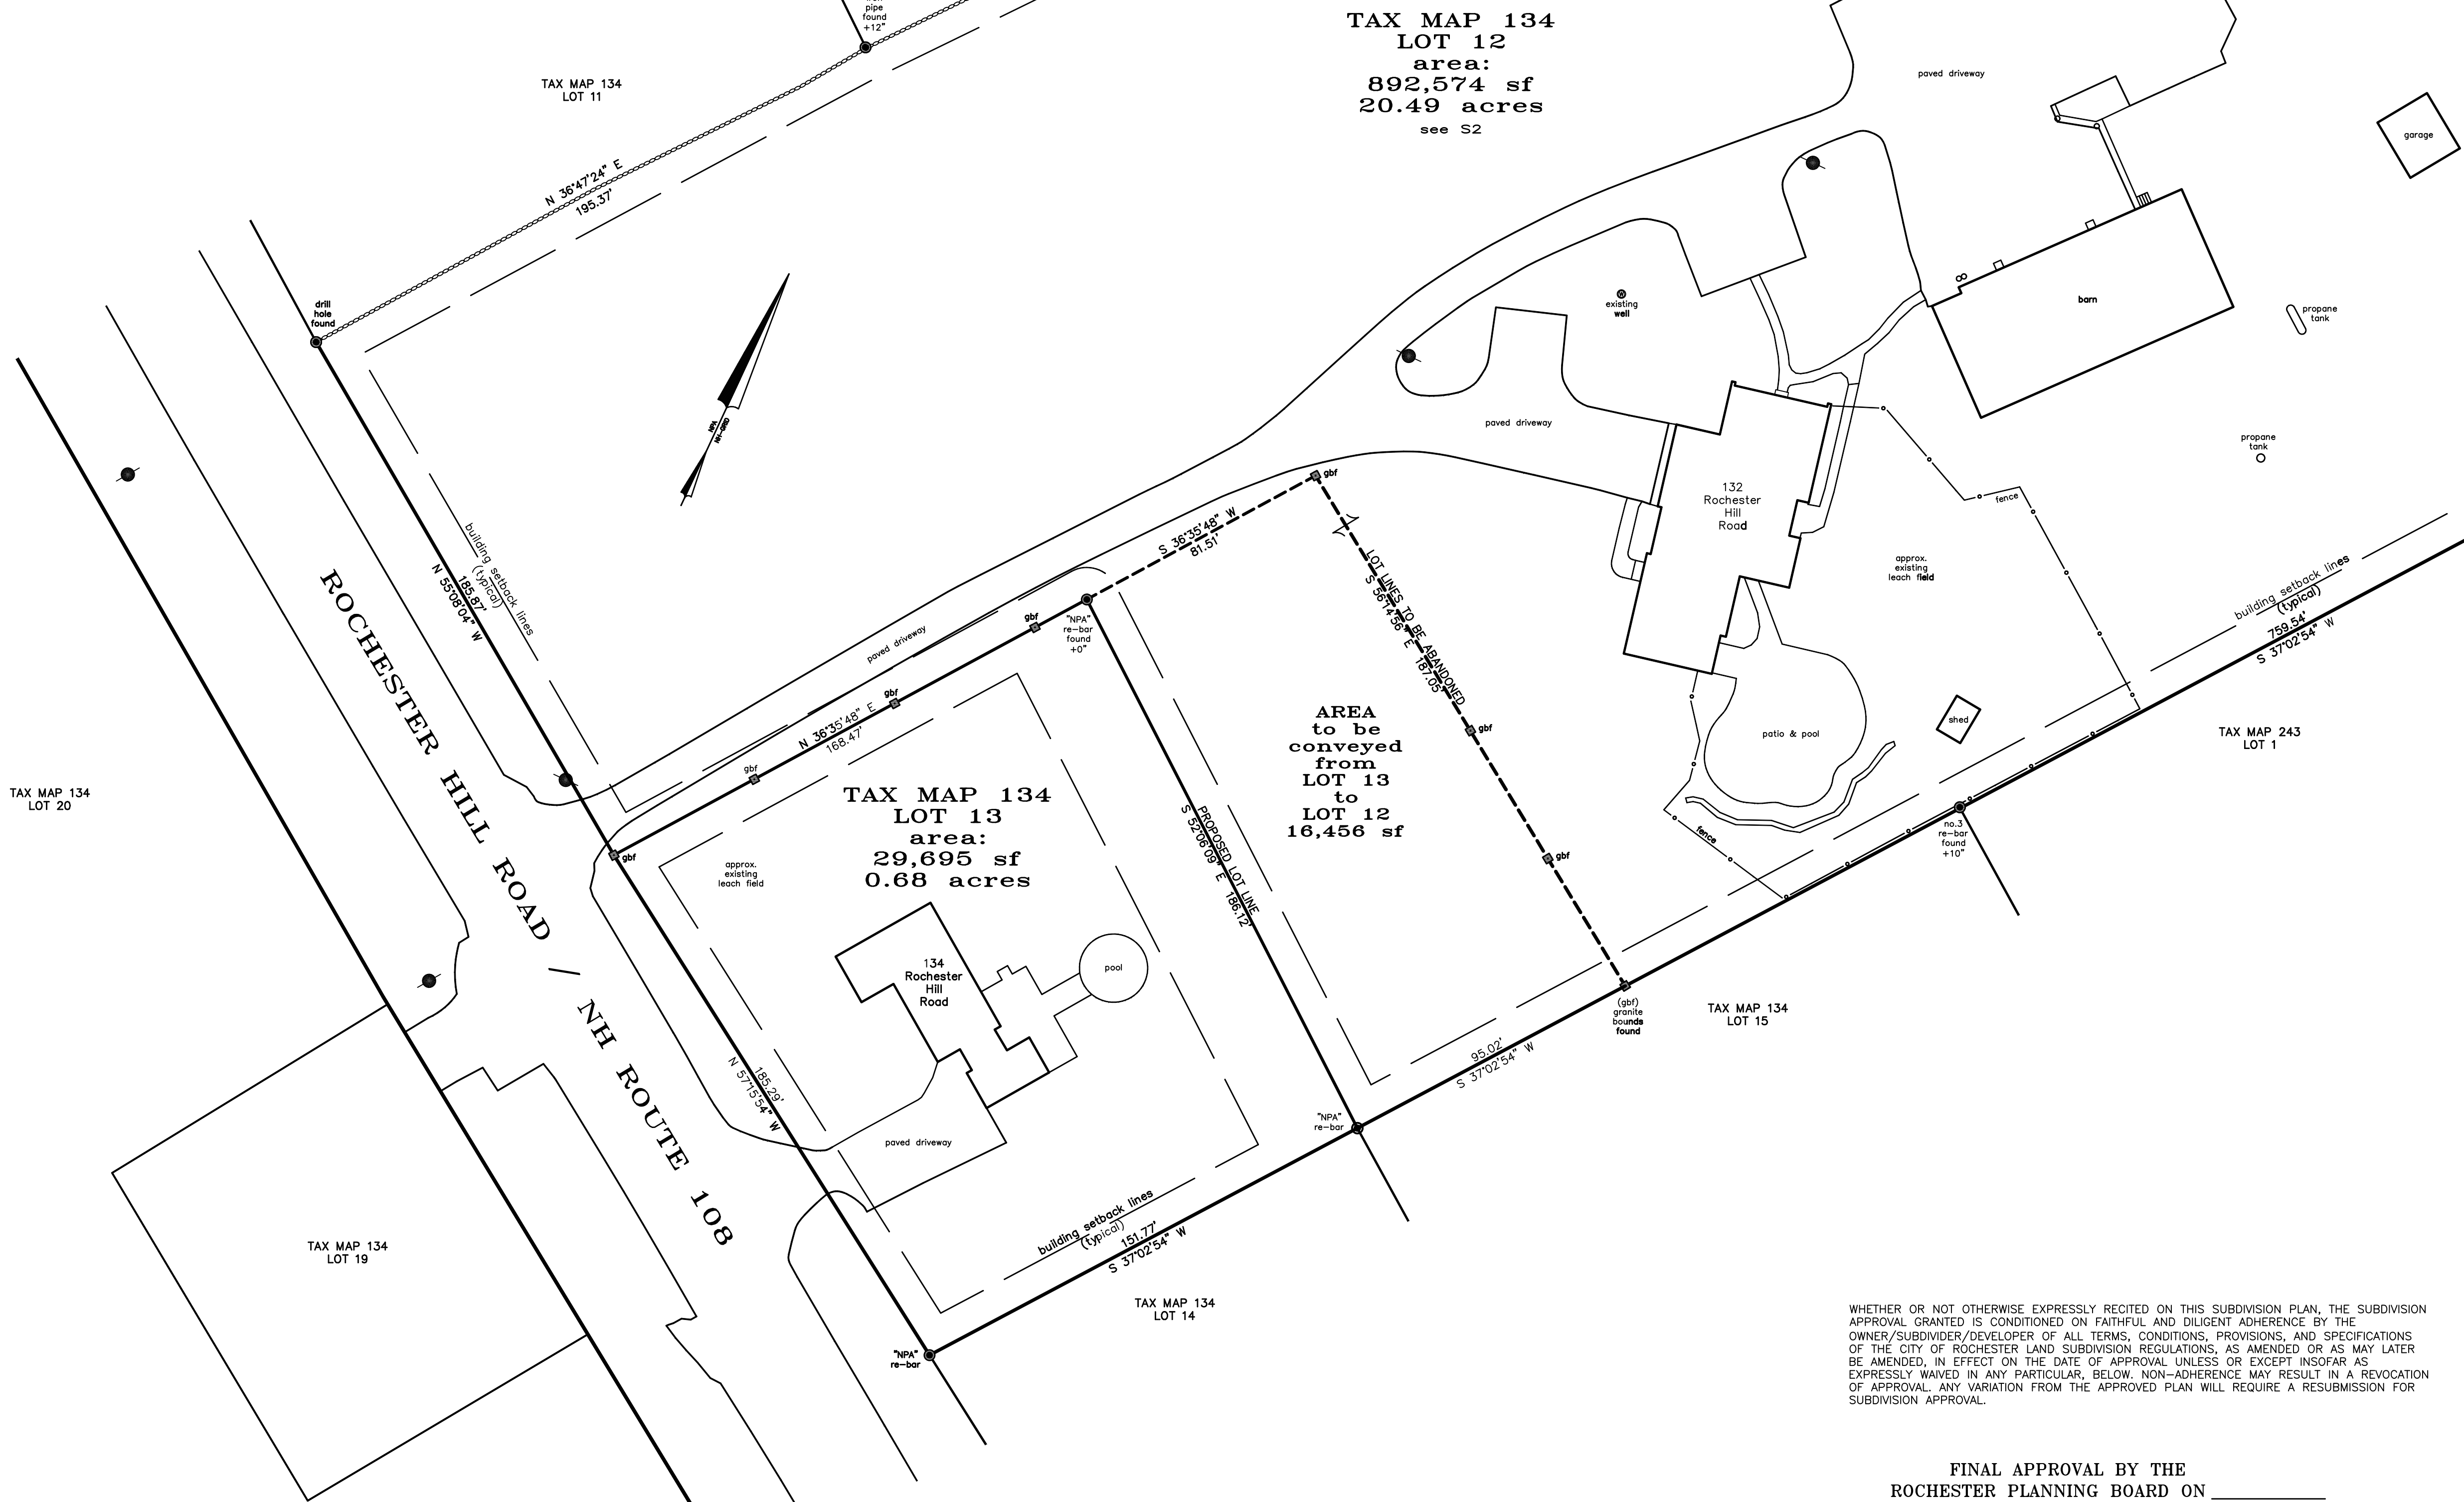 pipe
found
+12"
TAX MAP 134
LOT 12
area:
892,574 sf
20.49 acres
see S2
paved driveway
garage
TAX MAP 134
LOT 11
N 36°47'24" E
195.37'
drill
hole
found
existing
well
barn
propane
tank
NPA
NH-GRID
paved driveway
propane
tank
gbf
132
Rochester
Hill
Road
fence
S 36°35'48" W
81.51'
building setback lines
(typical)
185.87'
N 55°08'04" W
LOT LINES TO BE ABANDONED
S 56°14'56" E 187.05'
approx.
existing
leach field
building setback lines
(typical)
759.54'
S 37°02'54" W
ROCHESTER HILL ROAD / NH ROUTE 108
gbf
"NPA"
re-bar
found
+0"
paved driveway
gbf
N 36°35'48" E
168.47'
gbf
AREA
to be
conveyed
from
LOT 13
to
LOT 12
16,456 sf
gbf
patio & pool
shed
TAX MAP 243
LOT 1
TAX MAP 134
LOT 20
TAX MAP 134
LOT 13
area:
29,695 sf
0.68 acres
PROPOSED LOT LINE
S 52°06'09" E 186.12'
gbf
gbf
fence
no.3
re-bar
found
+10"
approx.
existing
leach field
134
Rochester
Hill
Road
pool
(gbf)
granite
bounds
found
TAX MAP 134
LOT 15
95.02'
S 37°02'54" W
185.29'
N 57°15'54" W
"NPA"
re-bar
paved driveway
building setback lines
(typical)
151.77'
S 37°02'54" W
TAX MAP 134
LOT 19
TAX MAP 134
LOT 14
"NPA"
re-bar
WHETHER OR NOT OTHERWISE EXPRESSLY RECITED ON THIS SUBDIVISION PLAN, THE SUBDIVISION
APPROVAL GRANTED IS CONDITIONED ON FAITHFUL AND DILIGENT ADHERENCE BY THE
OWNER/SUBDIVIDER/DEVELOPER OF ALL TERMS, CONDITIONS, PROVISIONS, AND SPECIFICATIONS
OF THE CITY OF ROCHESTER LAND SUBDIVISION REGULATIONS, AS AMENDED OR AS MAY LATER
BE AMENDED, IN EFFECT ON THE DATE OF APPROVAL UNLESS OR EXCEPT INSOFAR AS
EXPRESSLY WAIVED IN ANY PARTICULAR, BELOW. NON-ADHERENCE MAY RESULT IN A REVOCATION
OF APPROVAL. ANY VARIATION FROM THE APPROVED PLAN WILL REQUIRE A RESUBMISSION FOR
SUBDIVISION APPROVAL.
FINAL APPROVAL BY THE
ROCHESTER PLANNING BOARD ON